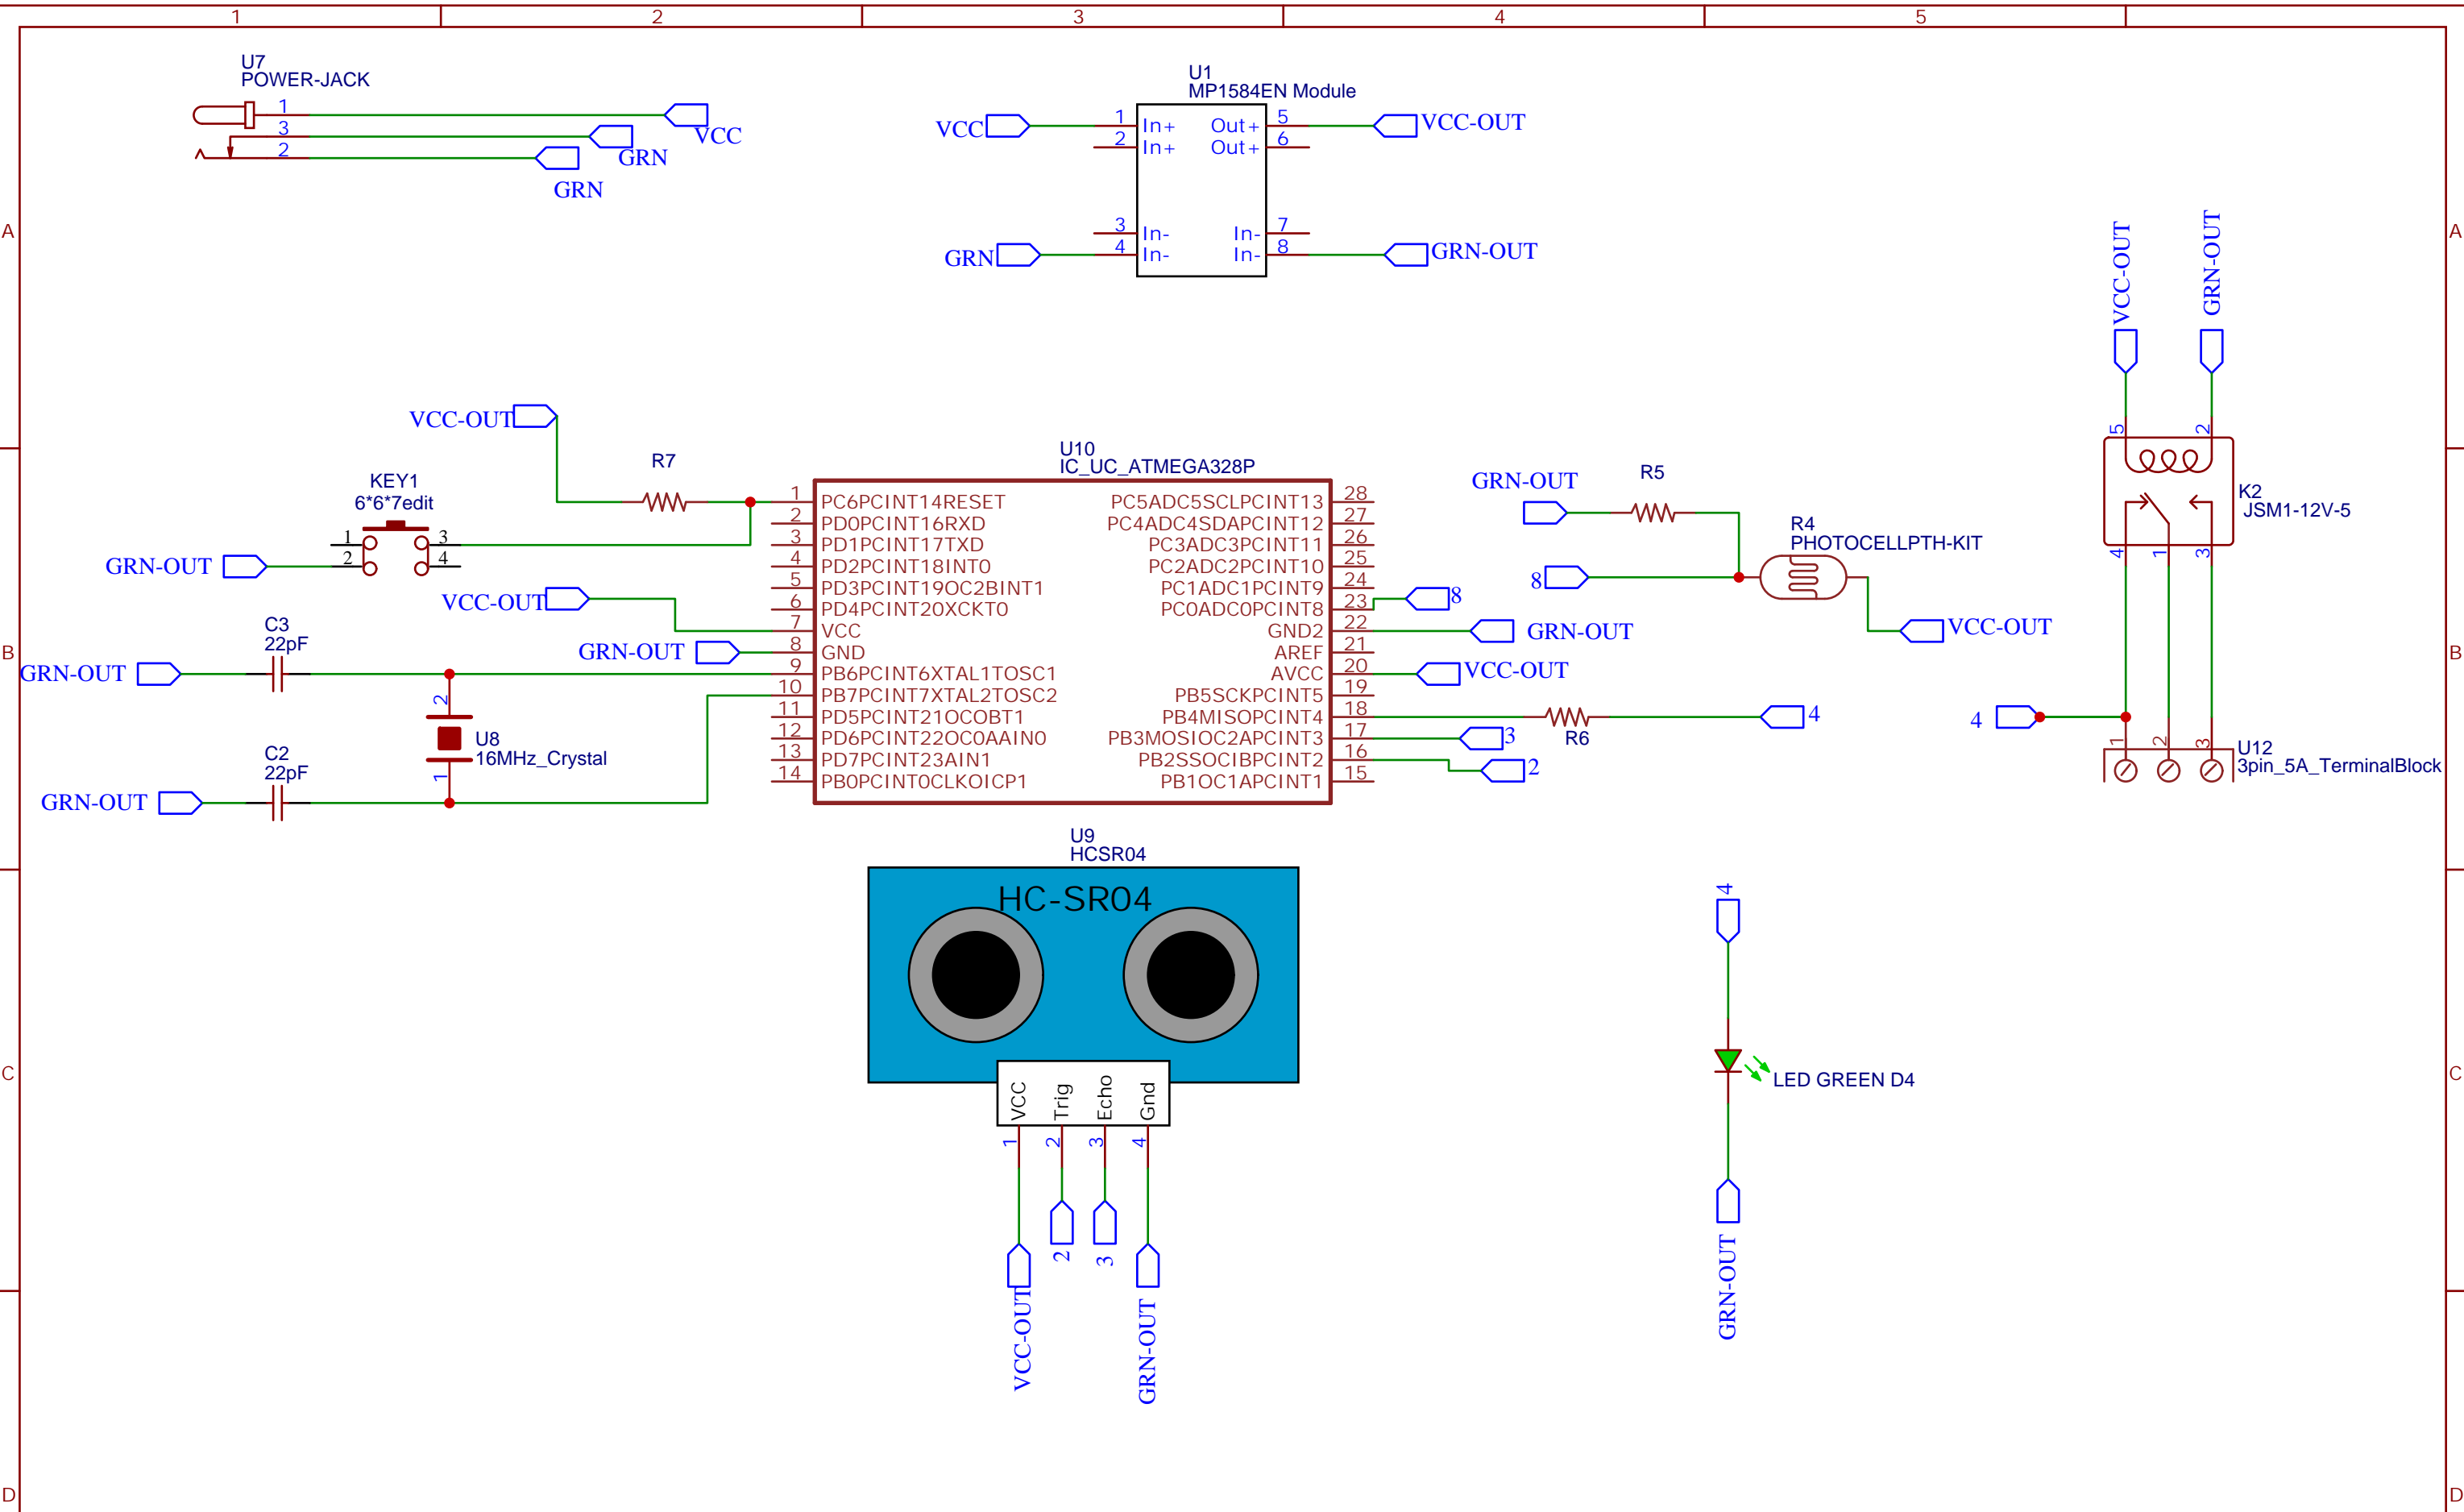 1 2 3 4 5
U7
POWER-JACK
1
3
2
VCC
GRN
GRN
U1
MP1584EN Module
VCC 1 In+ Out+ 5 VCC-OUT
2 In+ Out+ 6
3 In- In- 7
GRN 4 In- In- 8 GRN-OUT
A A
VCC-OUT GRN-OUT
5 2
K2
JSM1-12V-5
4 1 3
4
1 2 3
U12
3pin_5A_TerminalBlock
VCC-OUT
R7
KEY1
6*6*7edit
1 3
2 4
GRN-OUT
VCC-OUT
GRN-OUT
C3
22pF
GRN-OUT
B B
2
U8
16MHz_Crystal
1
C2
22pF
GRN-OUT
U10
IC_UC_ATMEGA328P
1 PC6PCINT14RESET PC5ADC5SCLPCINT13 28
2 PD0PCINT16RXD PC4ADC4SDAPCINT12 27
3 PD1PCINT17TXD PC3ADC3PCINT11 26
4 PD2PCINT18INT0 PC2ADC2PCINT10 25
5 PD3PCINT19OC2BINT1 PC1ADC1PCINT9 24
6 PD4PCINT20XCKT0 PC0ADC0PCINT8 23 8
7 VCC GND2 22 GRN-OUT
8 GND AREF 21
9 PB6PCINT6XTAL1TOSC1 AVCC 20 VCC-OUT
10 PB7PCINT7XTAL2TOSC2 PB5SCKPCINT5 19
11 PD5PCINT21OCOBT1 PB4MISOPCINT4 18 4
12 PD6PCINT22OC0AAIN0 PB3MOSIOC2APCINT3 17 3
13 PD7PCINT23AIN1 PB2SSOCIBPCINT2 16 2
14 PB0PCINT0CLKOICP1 PB1OC1APCINT1 15
R6
GRN-OUT
R5
8
R4
PHOTOCELLPTH-KIT
VCC-OUT
U9
HCSR04
HC-SR04
VCC Trig Echo Gnd
1 2 3 4
VCC-OUT 2 3 GRN-OUT
4
LED GREEN D4
GRN-OUT
C C
D D